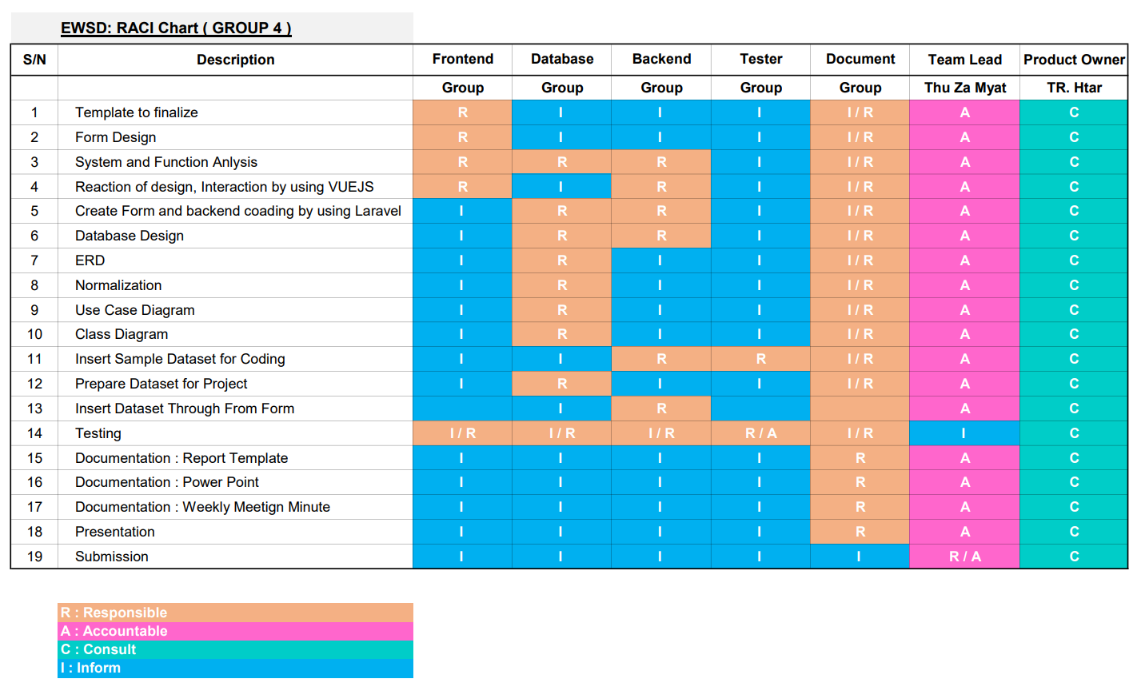 EWSD: RACI Chart ( GROUP 4 )
S/N Description Frontend Database Backend Tester Document Team Lead Product Owner
Group Group Group Group Group Thu Za Myat TR. Htar
1 Template to finalize R I I I I / R A C
2 Form Design R I I I I / R A C
3 System and Function Anlysis R R R I I / R A C
4 Reaction of design, Interaction by using VUEJS R I R I I / R A C
5 Create Form and backend coading by using Laravel I R R I I / R A C
6 Database Design I R R I I / R A C
7 ERD I R I I I / R A C
8 Normalization I R I I I / R A C
9 Use Case Diagram I R I I I / R A C
10 Class Diagram I R I I I / R A C
11 Insert Sample Dataset for Coding I I R R I / R A C
12 Prepare Dataset for Project I R I I I / R A C
13 Insert Dataset Through From Form I R A C
14 Testing I / R I / R I / R R / A I / R I C
15 Documentation : Report Template I I I I R A C
16 Documentation : Power Point I I I I R A C
17 Documentation : Weekly Meetign Minute I I I I R A C
18 Presentation I I I I R A C
19 Submission I I I I I R / A C
R : Responsible
A : Accountable
C : Consult
I : Inform